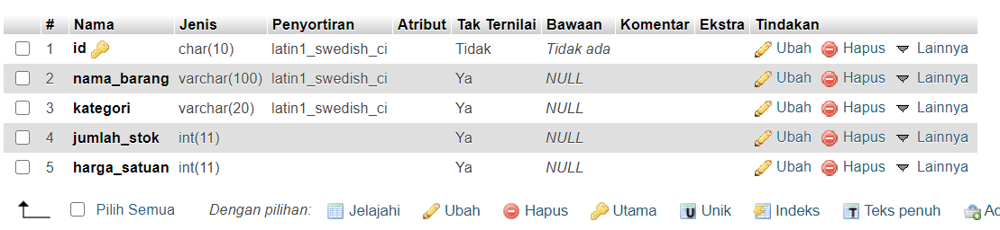 # Nama Jenis Penyortiran Atribut Tak Ternilai Bawaan Komentar Ekstra Tindakan
1 id char(10) latin1_swedish_ci Tidak Tidak ada Ubah Hapus Lainnya
2 nama_barang varchar(100) latin1_swedish_ci Ya NULL Ubah Hapus Lainnya
3 kategori varchar(20) latin1_swedish_ci Ya NULL Ubah Hapus Lainnya
4 jumlah_stok int(11) Ya NULL Ubah Hapus Lainnya
5 harga_satuan int(11) Ya NULL Ubah Hapus Lainnya
Pilih Semua Dengan pilihan: Jelajahi Ubah Hapus Utama U Unik Indeks T Teks penuh